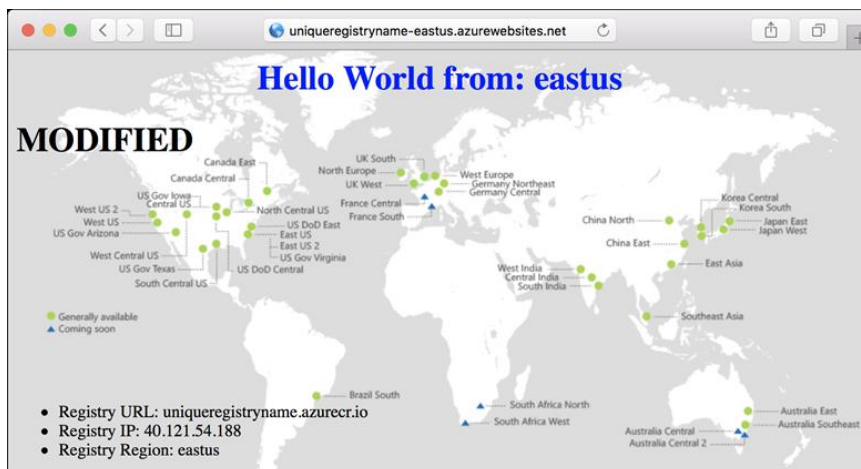 uniqueregistryname-eastus.azurewebsites.net
Hello World from: eastus
MODIFIED
Canada East
Canada Central
US Gov Iowa
Central US
West US 2
West US
US Gov Arizona
West Central US
US Gov Texas
South Central US
North Central US
US DoD East
East US
East US 2
US Gov Virginia
US DoD Central
UK South
North Europe
UK West
France Central
France South
West Europe
Germany Northeast
Germany Central
Korea Central
Korea South
China North
Japan East
Japan West
China East
East Asia
West India
Central India
South India
Southeast Asia
Generally available
Coming soon
Brazil South
South Africa North
South Africa West
Australia East
Australia Southeast
Australia Central
Australia Central 2
• Registry URL: uniqueregistryname.azurecr.io
• Registry IP: 40.121.54.188
• Registry Region: eastus